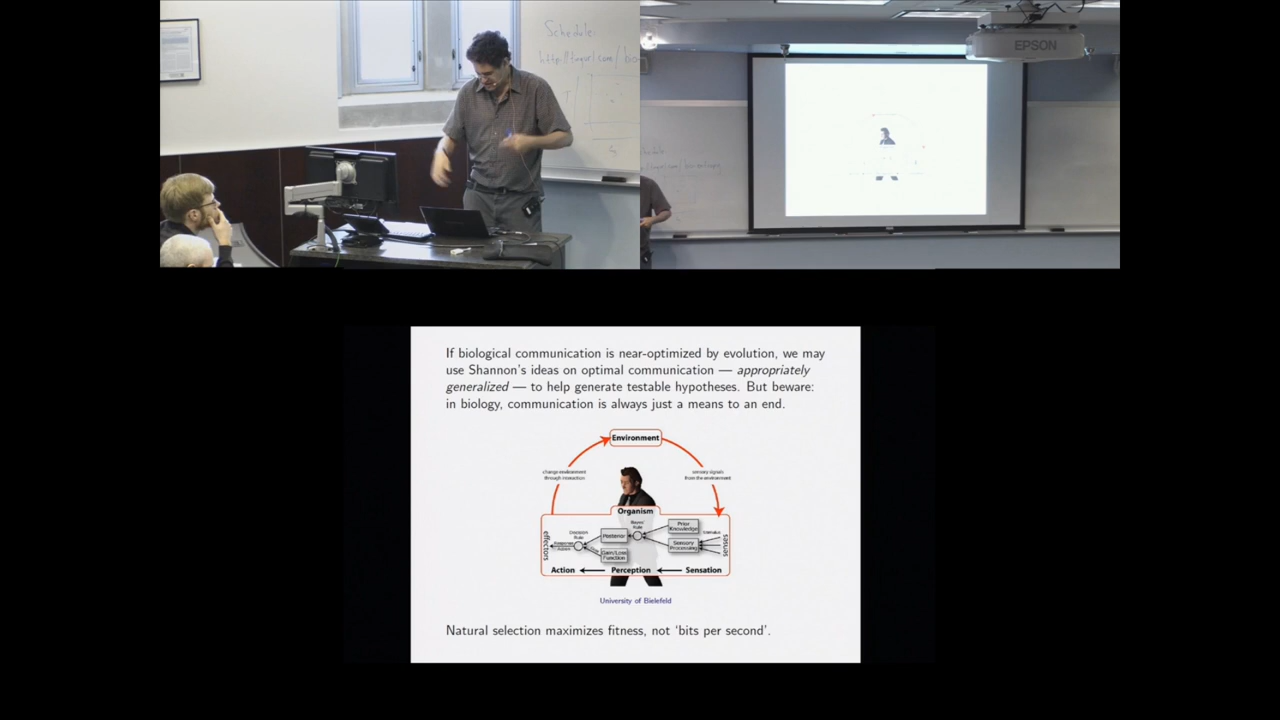 Schedule:
EPSON
If biological communication is near-optimized by evolution, we may
use Shannon's ideas on optimal communication — appropriately
generalized — to help generate testable hypotheses. But beware:
in biology, communication is always just a means to an end.
Environment
change environment
through interaction
sensory signals
from the environment
Organism
effectors
Response
Action
Decision
Rule
Posterior
Gain/Loss
Function
Bayes'
Rule
Prior
Knowledge
Sensory
Processing
Stimulus
senses
Action
Perception
Sensation
University of Bielefeld
Natural selection maximizes fitness, not 'bits per second'.